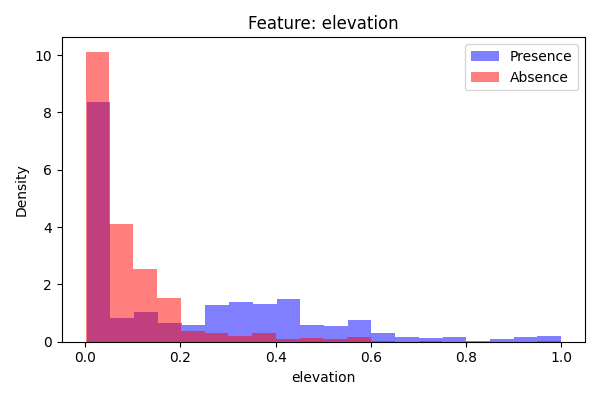 Feature: elevation
Presence
Absence
Density
10
8
6
4
2
0
0.0 0.2 0.4 0.6 0.8 1.0
elevation